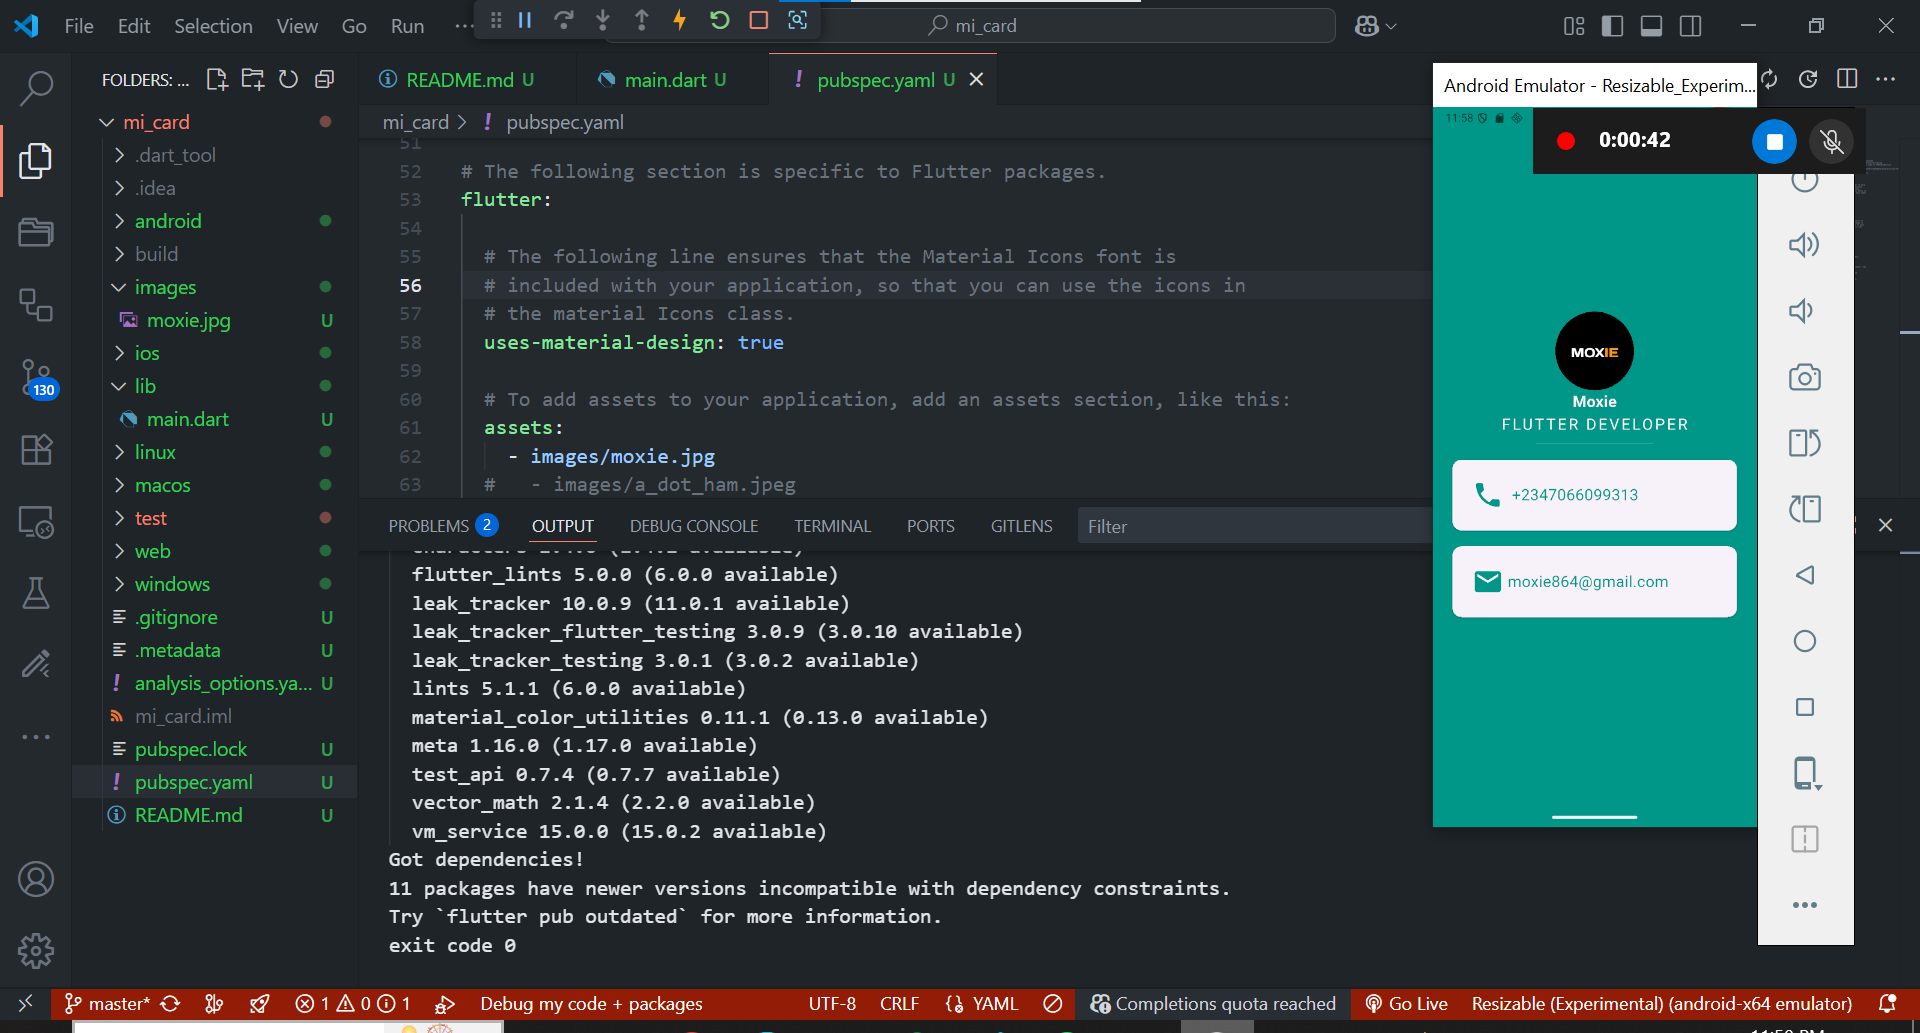 File Edit Selection View Go Run ···
mi_card
FOLDERS: ...
README.md U
main.dart U
! pubspec.yaml U
Android Emulator - Resizable_Experim...
mi_card > ! pubspec.yaml
11:58
0:00:42
mi_card
.dart_tool
.idea
android
build
images
moxie.jpg U
ios
lib
main.dart U
linux
macos
test
web
windows
.gitignore U
.metadata U
! analysis_options.ya... U
mi_card.iml
pubspec.lock U
! pubspec.yaml U
README.md U
130
51
52 # The following section is specific to Flutter packages.
53 flutter:
54
55 # The following line ensures that the Material Icons font is
56 # included with your application, so that you can use the icons in
57 # the material Icons class.
58 uses-material-design: true
59
60 # To add assets to your application, add an assets section, like this:
61 assets:
62 - images/moxie.jpg
63 # - images/a_dot_ham.jpeg
PROBLEMS 2 OUTPUT DEBUG CONSOLE TERMINAL PORTS GITLENS Filter
flutter_lints 5.0.0 (6.0.0 available)
leak_tracker 10.0.9 (11.0.1 available)
leak_tracker_flutter_testing 3.0.9 (3.0.10 available)
leak_tracker_testing 3.0.1 (3.0.2 available)
lints 5.1.1 (6.0.0 available)
material_color_utilities 0.11.1 (0.13.0 available)
meta 1.16.0 (1.17.0 available)
test_api 0.7.4 (0.7.7 available)
vector_math 2.1.4 (2.2.0 available)
vm_service 15.0.0 (15.0.2 available)
Got dependencies!
11 packages have newer versions incompatible with dependency constraints.
Try `flutter pub outdated` for more information.
exit code 0
MOXIE
Moxie
FLUTTER DEVELOPER
+2347066099313
moxie864@gmail.com
master* 1 0 1 Debug my code + packages UTF-8 CRLF YAML Completions quota reached Go Live Resizable (Experimental) (android-x64 emulator)